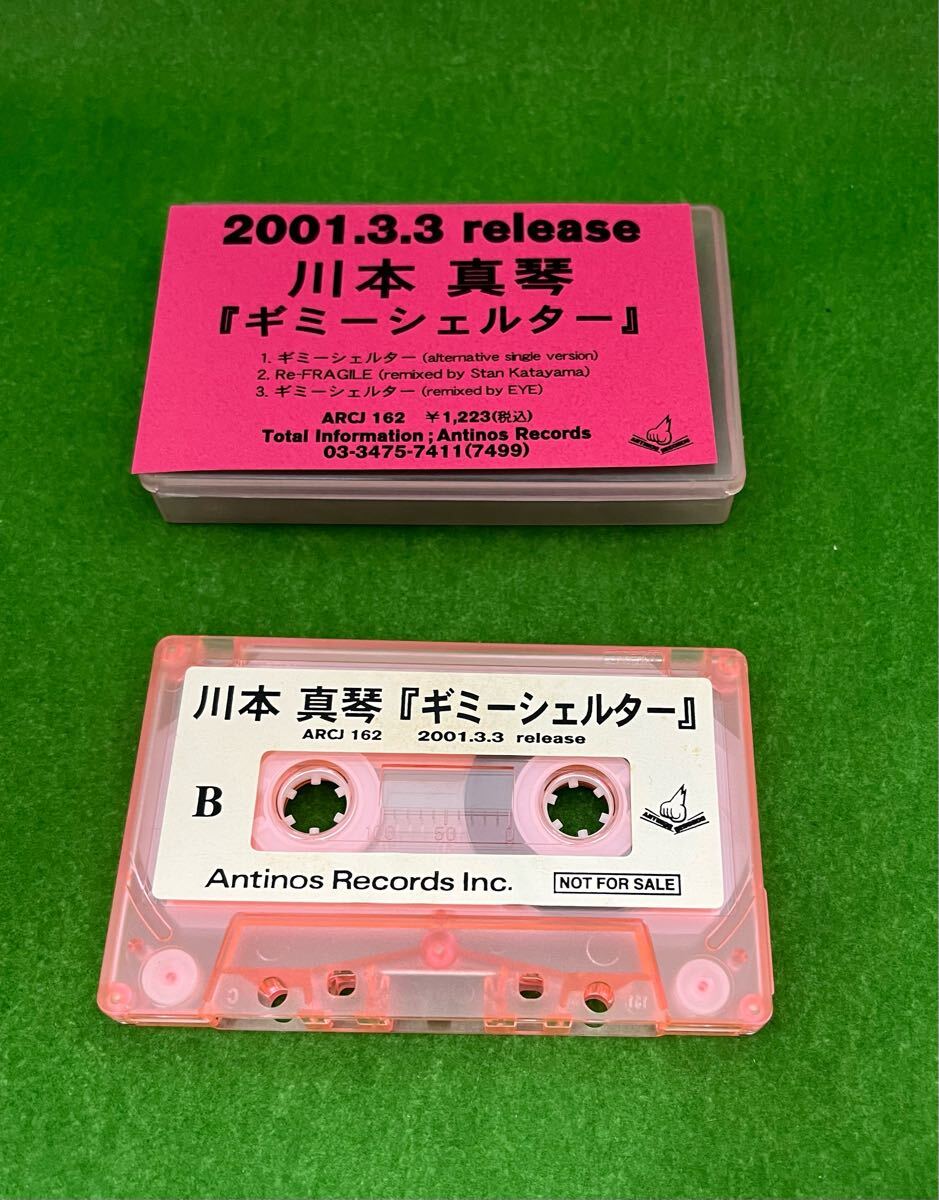 2001.3.3 release
川本 真琴
『ギミーシェルター』
1. ギミーシェルター (alternative single version)
2. Re-FRAGILE (remixed by Stan Katayama)
3. ギミーシェルター (remixed by EYE)
ARCJ 162 ￥1,223(税込)
Total Information ; Antinos Records
03-3475-7411(7499)
ANTINOS RECORDS
川本 真琴『ギミーシェルター』
ARCJ 162 2001.3.3 release
B
100 50 0
ANTINOS RECORDS
Antinos Records Inc.
NOT FOR SALE